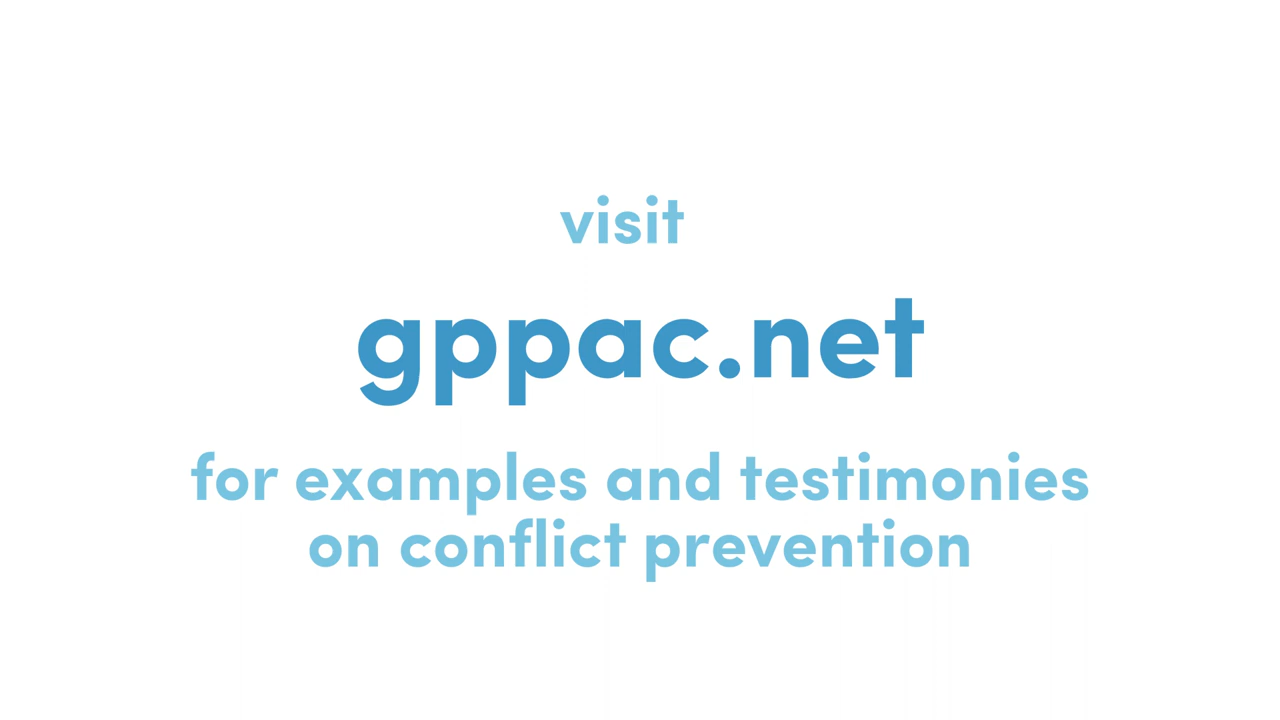 visit
gppac.net
for examples and testimonies
on conflict prevention